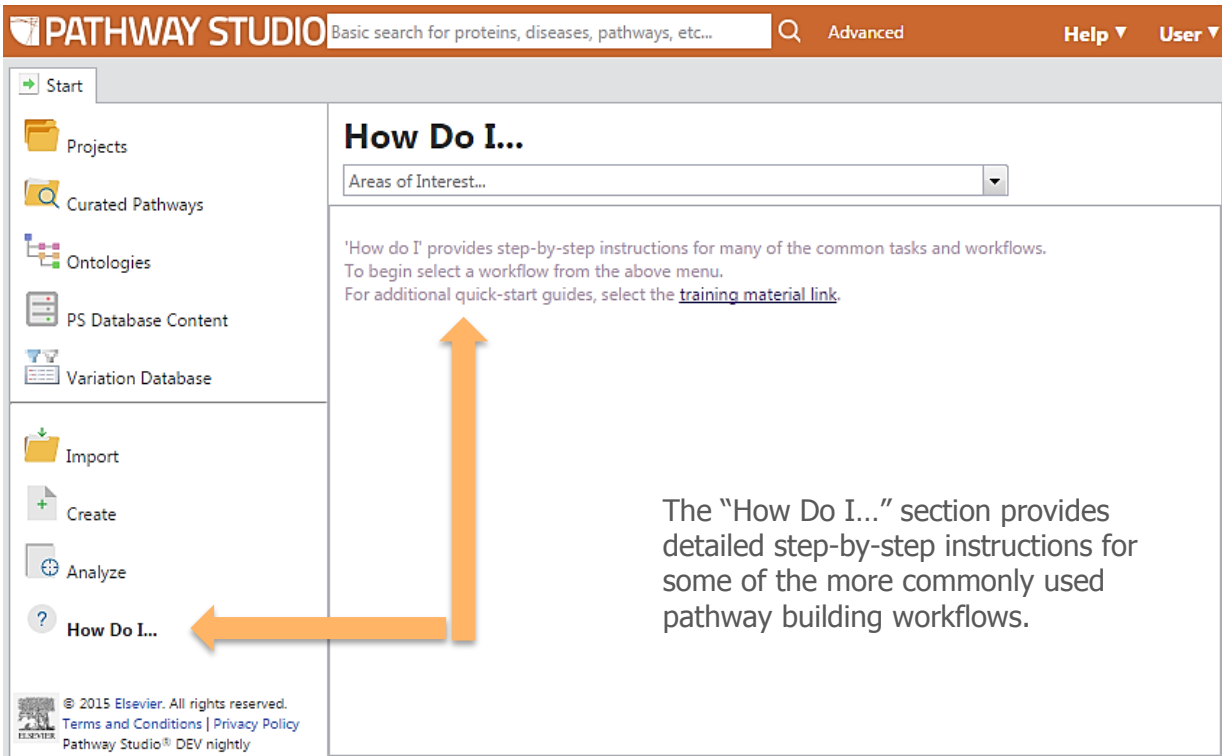 PATHWAY STUDIO
Basic search for proteins, diseases, pathways, etc...
Advanced
Help
User
Start
Projects
Curated Pathways
Ontologies
PS Database Content
Variation Database
Import
Create
Analyze
? How Do I...
© 2015 Elsevier. All rights reserved.
Terms and Conditions | Privacy Policy
Pathway Studio® DEV nightly
ELSEVIER
How Do I...
Areas of Interest...
'How do I' provides step-by-step instructions for many of the common tasks and workflows.
To begin select a workflow from the above menu.
For additional quick-start guides, select the training material link.
The “How Do I…” section provides
detailed step-by-step instructions for
some of the more commonly used
pathway building workflows.